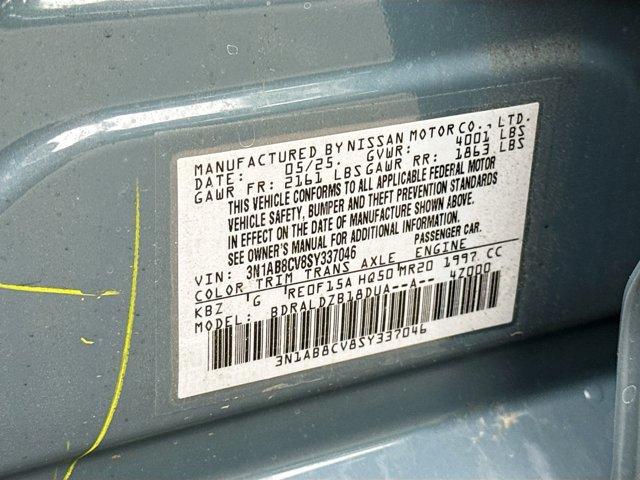 MANUFACTURED BY NISSAN MOTOR CO., LTD.
DATE: 05/25. GVWR: 4001 LBS
GAWR FR: 2161 LBS GAWR RR: 1863 LBS
THIS VEHICLE CONFORMS TO ALL APPLICABLE FEDERAL MOTOR
VEHICLE SAFETY, BUMPER AND THEFT PREVENTION STANDARDS
IN EFFECT ON THE DATE OF MANUFACTURE SHOWN ABOVE.
SEE OWNER'S MANUAL FOR ADDITIONAL INFORMATION.
VIN: 3N1AB8CV8SY337046 PASSENGER CAR.
COLOR TRIM TRANS AXLE ENGINE
KBZ 'G RE0F15A HQ50 MR20 1997 CC
MODEL: BDRALDZB18DUA--A-- 47000
3N1AB8CV8SY337046